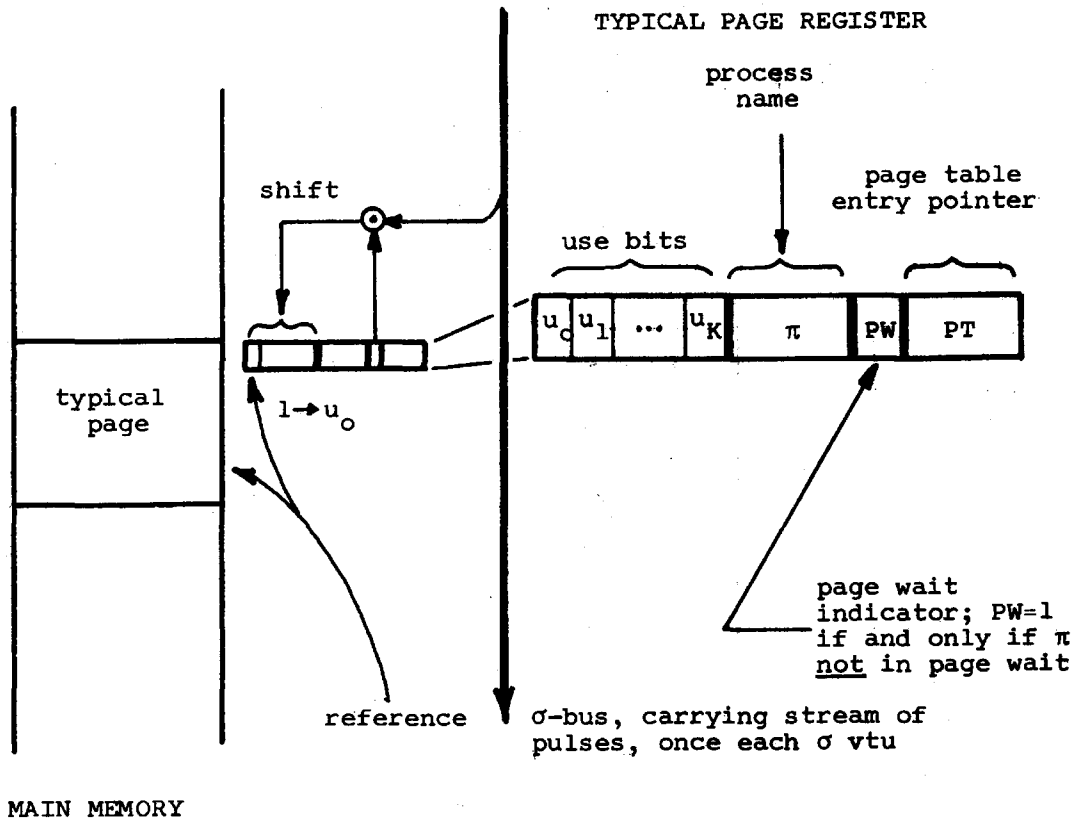 TYPICAL PAGE REGISTER
process
name
shift
page table
entry pointer
use bits
u₀ u₁ ••• u_K π PW PT
typical
page
1→u₀
page wait
indicator; PW=1
if and only if π
not in page wait
reference
σ-bus, carrying stream of
pulses, once each σ vtu
MAIN MEMORY